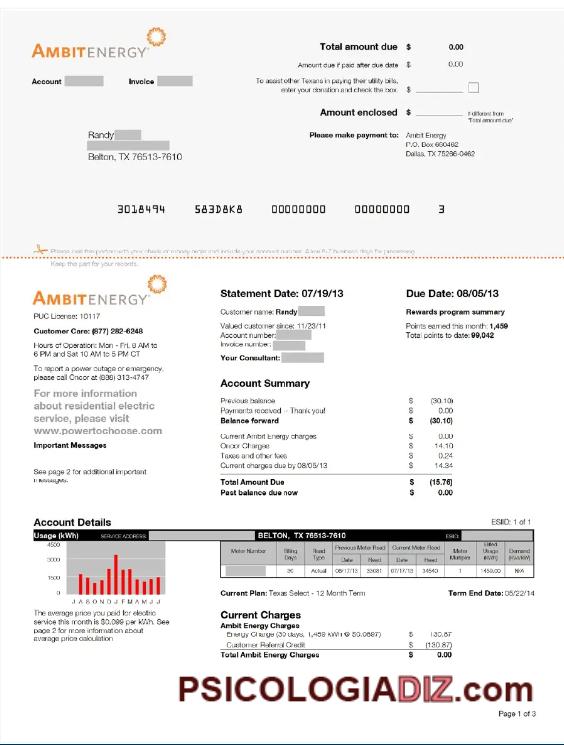 AMBITENERGY
Total amount due $ 0.00
Amount due if paid after due date $ 0.00
Account Invoice
To assist other Texans in paying their utility bills,
enter your donation and check the box. $
Amount enclosed $ If different from
"Total amount due"
Randy
Belton, TX 76513-7610
Please make payment to: Ambit Energy
P.O. Box 660462
Dallas, TX 75266-0462
3018494 583D8K8 00000000 00000000 3
Keep the part for your records.
AMBITENERGY
PUC License: 10117
Customer Care: (877) 282-6248
Hours of Operation: Mon - Fri, 8 AM to
6 PM and Sat 10 AM to 5 PM CT
To report a power outage or emergency,
please call Oncor at (888) 313-4747
For more information
about residential electric
service, please visit
www.powertochoose.com
Important Messages
See page 2 for additional important
messages.
Statement Date: 07/19/13
Customer name: Randy
Valued customer since: 11/23/11
Account number:
Invoice number:
Your Consultant:
Due Date: 08/05/13
Rewards program summary
Points earned this month: 1,459
Total points to date: 99,042
Account Summary
Previous balance $ (30.10)
Payments received -- Thank you! $ 0.00
Balance forward $ (30.10)
Current Ambit Energy charges $ 0.00
Oncor Charges $ 14.10
Taxes and other fees $ 0.24
Current charges due by 08/05/13 $ 14.34
Total Amount Due $ (15.76)
Past balance due now $ 0.00
Account Details
ESIID: 1 of 1
Usage (kWh) SERVICE ADDRESS: BELTON, TX 76513-7610 ESIID:
4500
3000
1500
0
J A S O N D J F M A M J J
The average price you paid for electric
service this month is $0.099 per kWh. See
page 2 for more information about
average price calculation
Meter Number Billing Days Read Type Previous Meter Read Current Meter Read Meter Multiplier Billed Usage (kWh) Demand
Date Read Date Read
30 Actual 06/17/13 33081 07/17/13 34540 1 1459.00 N/A
Current Plan: Texas Select - 12 Month Term
Term End Date: 05/22/14
Current Charges
Ambit Energy Charges
Energy Charge (30 days, 1,459 kWh @ $0.0897) $ 130.87
Customer Referral Credit $ (130.87)
Total Ambit Energy Charges $ 0.00
PSICOLOGIADIZ.com
Page 1 of 3